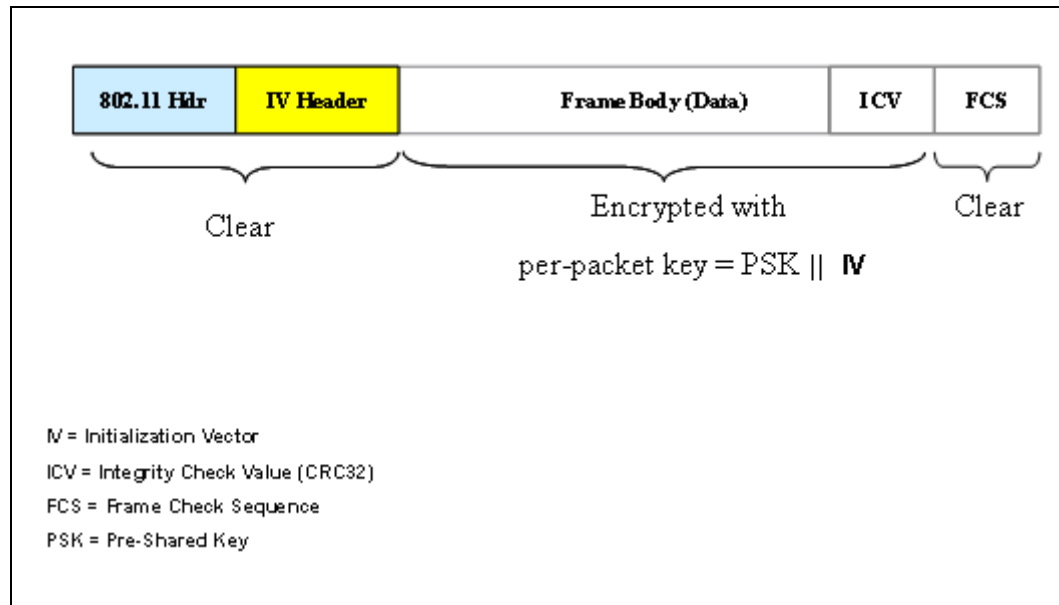 802.11 Hdr IV Header Frame Body (Data) ICV FCS
Clear Encrypted with Clear
per-packet key = PSK || IV
IV = Initialization Vector
ICV = Integrity Check Value (CRC32)
FCS = Frame Check Sequence
PSK = Pre-Shared Key